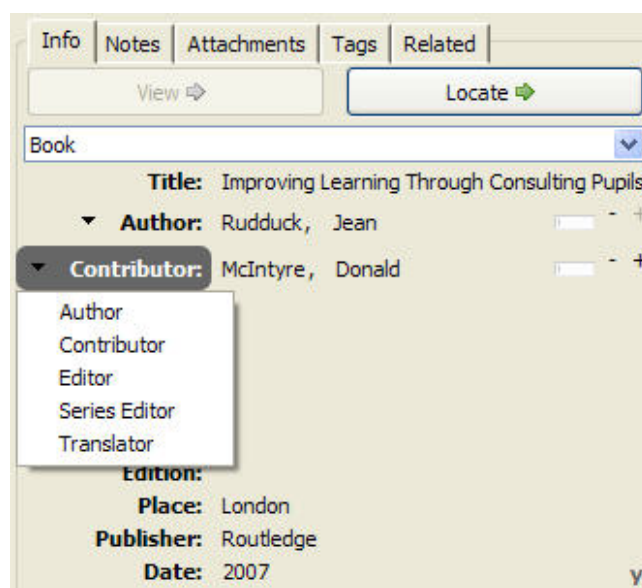 Info Notes Attachments Tags Related
View Locate
Book
Title: Improving Learning Through Consulting Pupils
Author: Rudduck, Jean - +
Contributor: McIntyre, Donald - +
Author
Contributor
Editor
Series Editor
Translator
Edition:
Place: London
Publisher: Routledge
Date: 2007 y